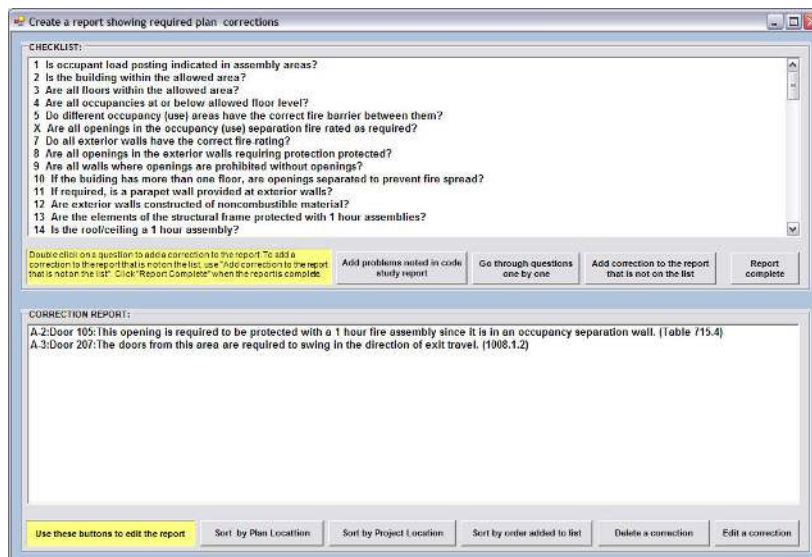 Create a report showing required plan corrections
CHECKLIST:
1 Is occupant load posting indicated in assembly areas?
2 Is the building within the allowed area?
3 Are all floors within the allowed area?
4 Are all occupancies at or below allowed floor level?
5 Do different occupancy (use) areas have the correct fire barrier between them?
X Are all openings in the occupancy (use) separation fire rated as required?
7 Do all exterior walls have the correct fire rating?
8 Are all openings in the exterior walls requiring protection protected?
9 Are all walls where openings are prohibited without openings?
10 If the buiding has more than one floor, are openings separated to prevent fire spread?
11 If required, is a parapet wall provided at exterior walls?
12 Are exterior walls constructed of noncombustible material?
13 Are the elements of the structural frame protected with 1 hour assemblies?
14 Is the roof/ceiling a 1 hour assembly?
Double click on a question to add a correction to the report. To add a
correction to the report that is not on the list, use "Add correction to the report
that is not on the list". Click "Report Complete" when the report is complete
Add problems noted in code
study report
Go through questions
one by one
Add correction to the report
that is not on the list
Report
complete
CORRECTION REPORT:
A-2:Door 105:This opening is required to be protected with a 1 hour fire assembly since it is in an occupancy separation wall. (Table 715.4)
A-3:Door 207:The doors from this area are required to swing in the direction of exit travel. (1008.1.2)
Use these buttons to edit the report
Sort by Plan Locattion
Sort by Project Location
Sort by order added to list
Delete a correction
Edit a correction